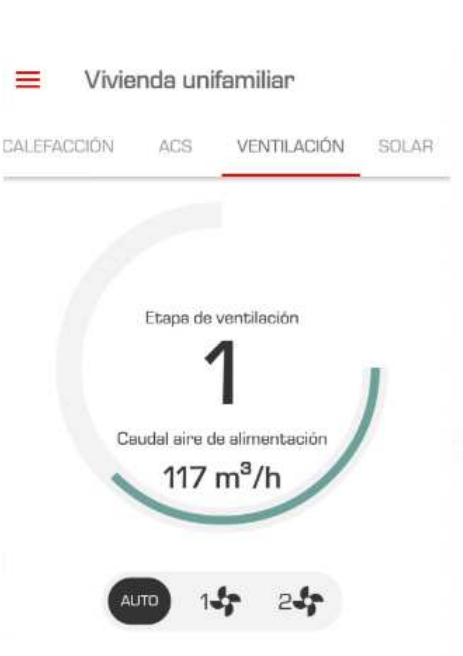 Vivienda unifamiliar
CALEFACCIÓN ACS VENTILACIÓN SOLAR
Etapa de ventilación
1
Caudal aire de alimentación
117 m³/h
AUTO 1 2